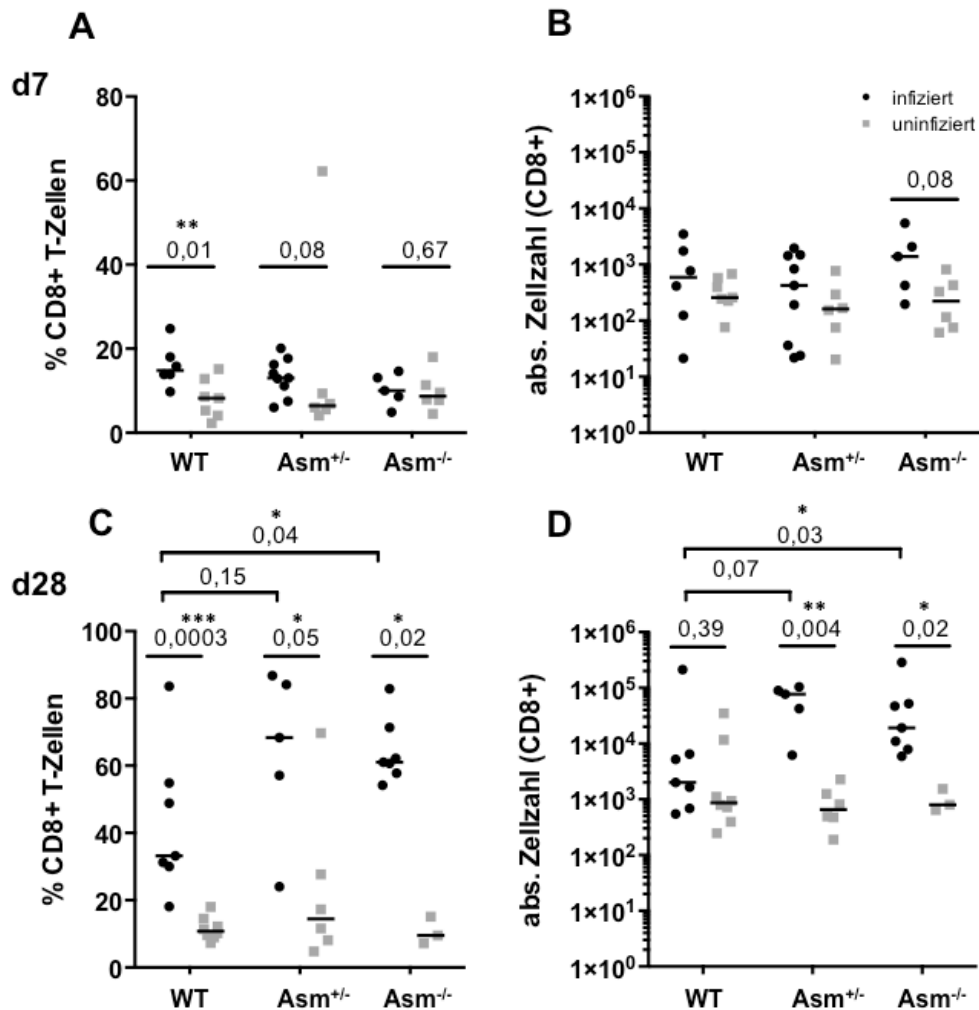 A
B
d7
% CD8+ T-Zellen
80
60
40
20
0
**
0,01
0,08
0,67
WT
Asm+/-
Asm-/-
abs. Zellzahl (CD8+)
1×10⁶
1×10⁵
1×10⁴
1×10³
1×10²
1×10¹
1×10⁰
infiziert
uninfiziert
0,08
WT
Asm+/-
Asm-/-
C
D
d28
% CD8+ T-Zellen
100
80
60
40
20
0
*
0,04
0,15
***
0,0003
*
0,05
*
0,02
WT
Asm+/-
Asm-/-
abs. Zellzahl (CD8+)
1×10⁶
1×10⁵
1×10⁴
1×10³
1×10²
1×10¹
1×10⁰
*
0,03
0,07
0,39
**
0,004
*
0,02
WT
Asm+/-
Asm-/-